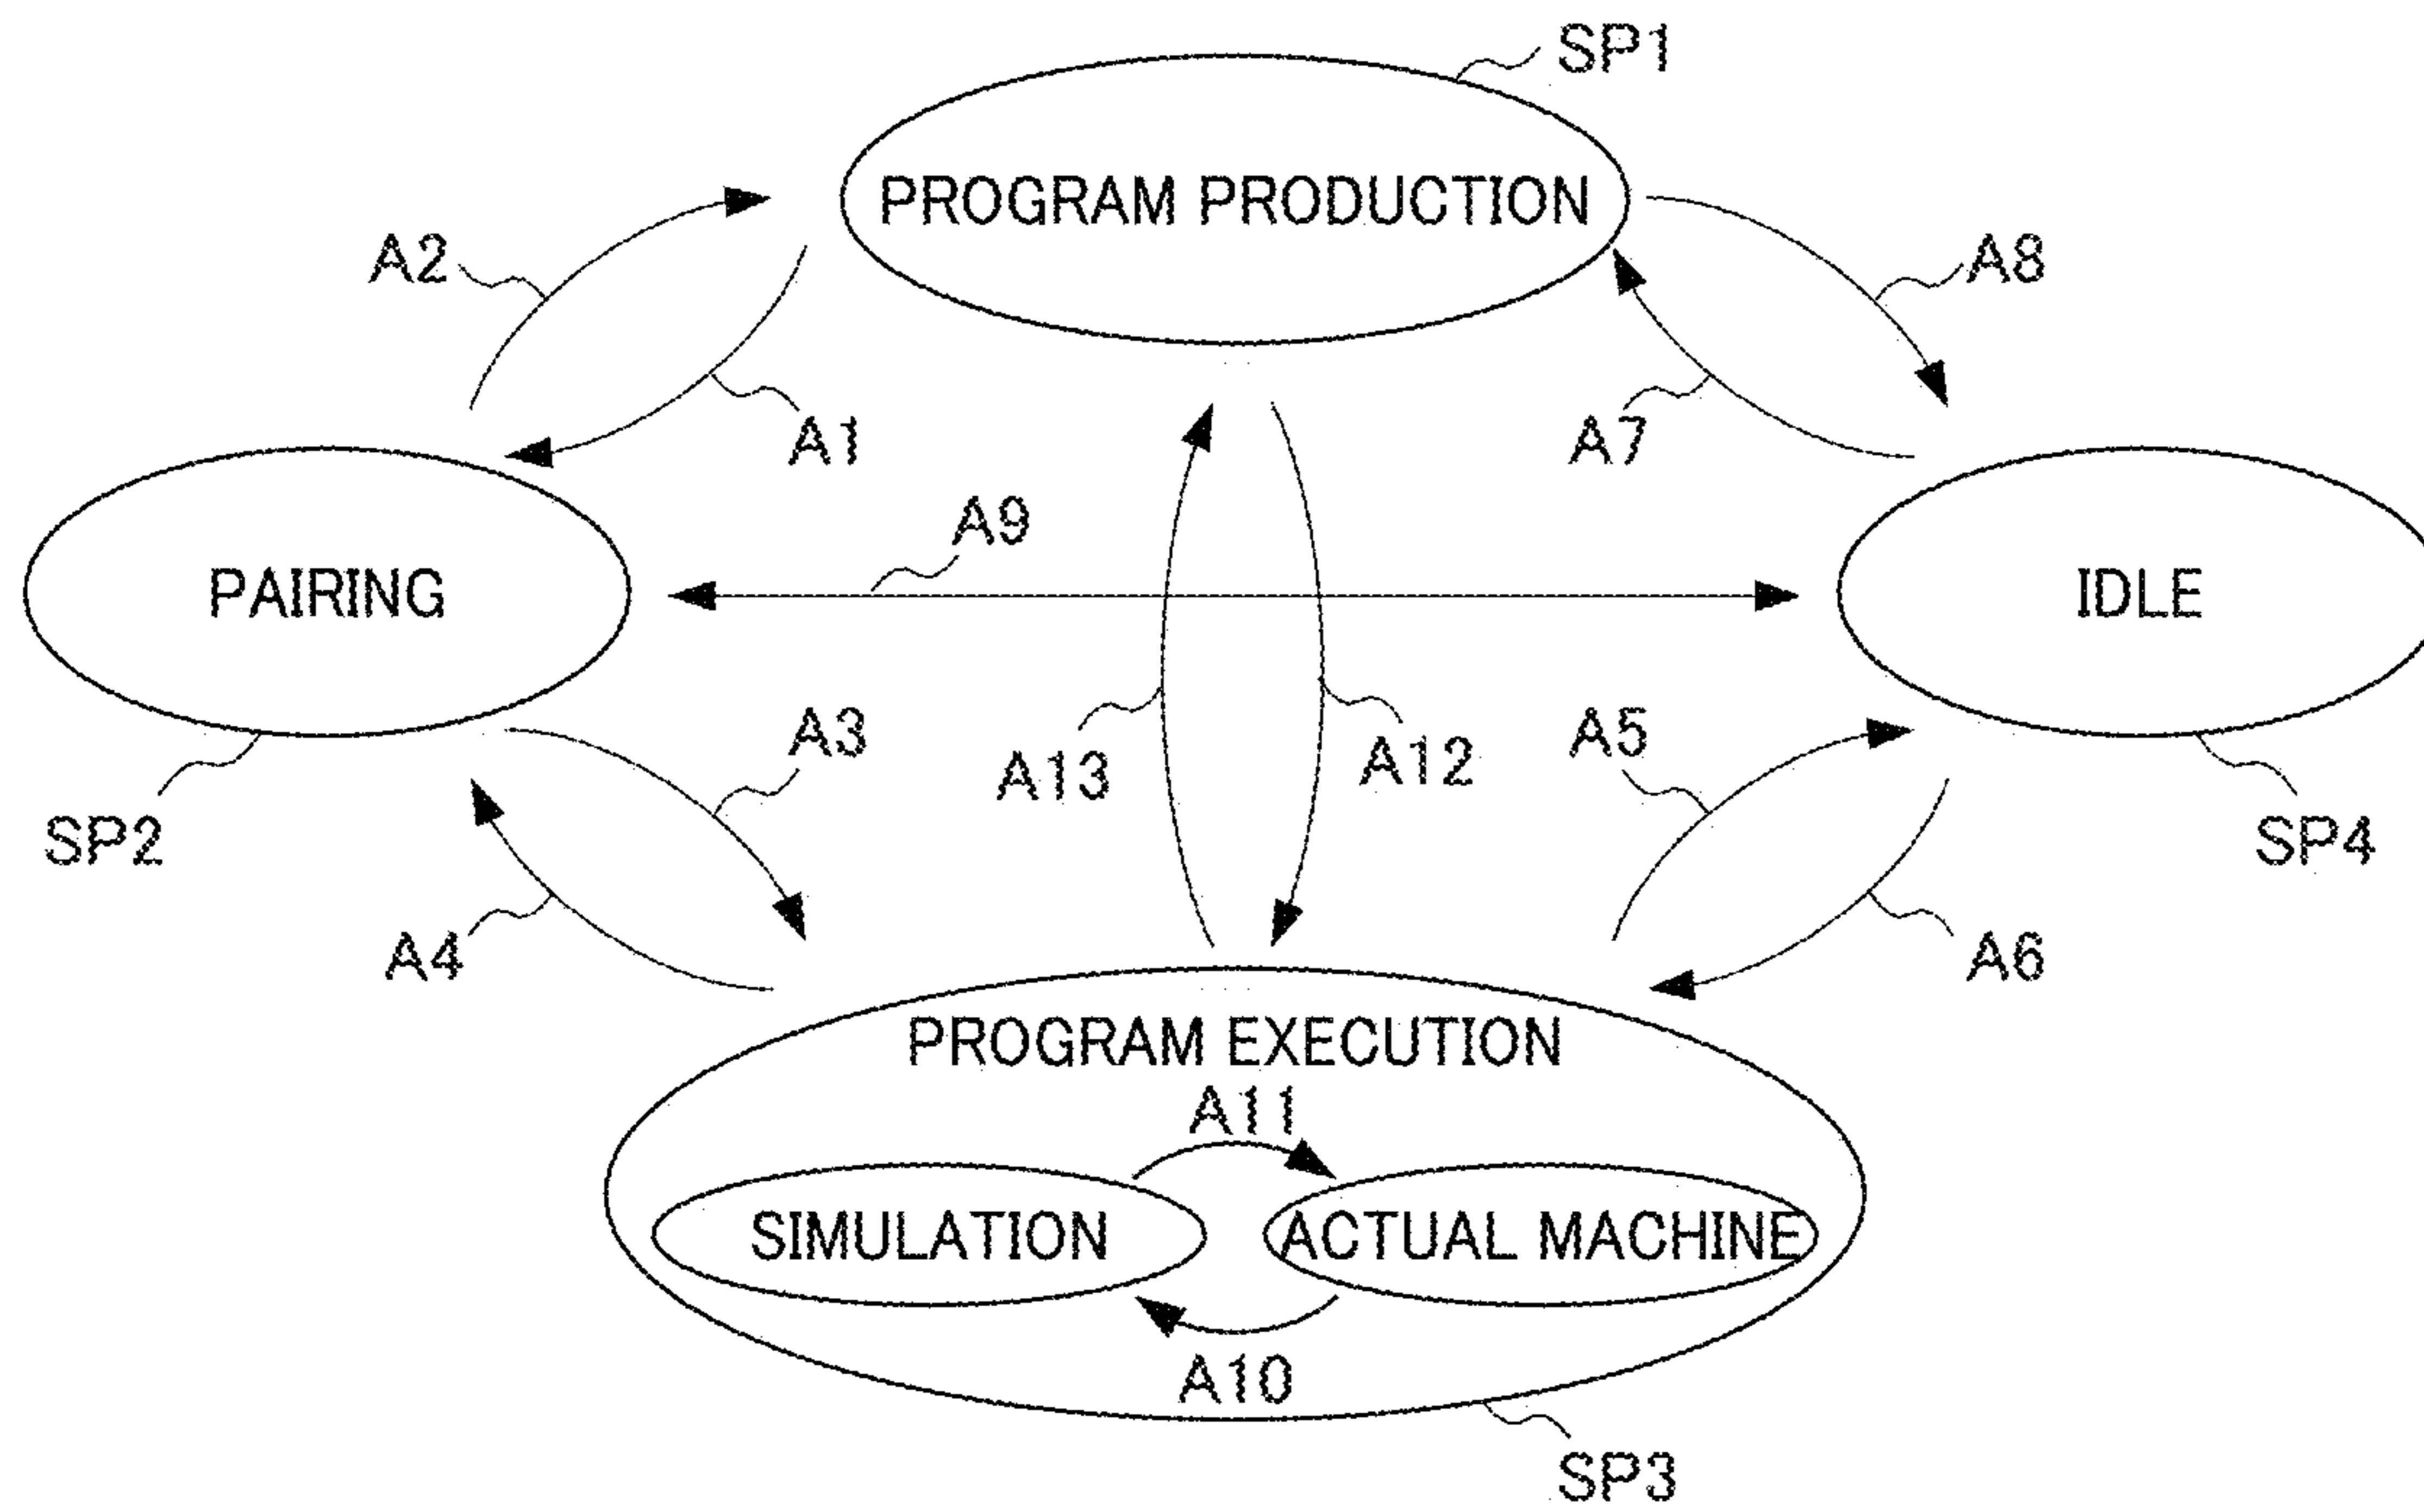 SP1
PROGRAM PRODUCTION
A2
A8
A1
A7
A9
PAIRING
IDLE
A3
A13
A12
A5
SP2
SP4
A4
A6
PROGRAM EXECUTION
A11
SIMULATION
ACTUAL MACHINE
A10
SP3